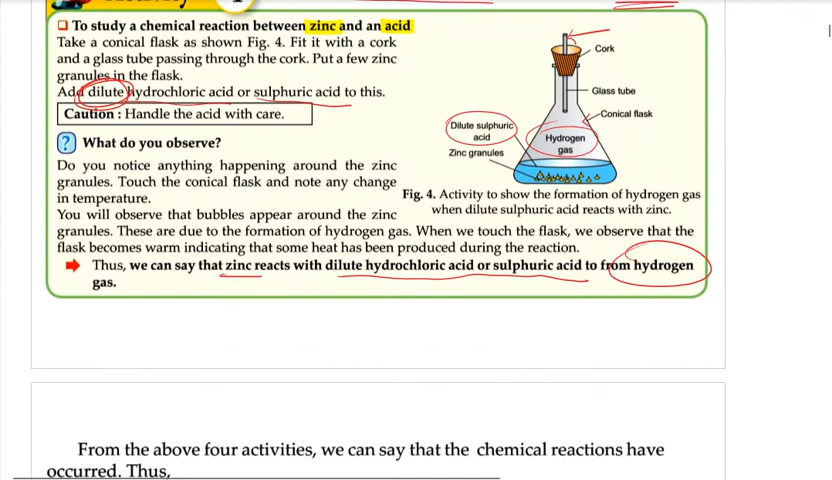 To study a chemical reaction between zinc and an acid
Take a conical flask as shown Fig. 4. Fit it with a cork
and a glass tube passing through the cork. Put a few zinc
granules in the flask.
Add dilute hydrochloric acid or sulphuric acid to this.
Caution : Handle the acid with care.
? What do you observe?
Do you notice anything happening around the zinc
granules. Touch the conical flask and note any change
in temperature.
You will observe that bubbles appear around the zinc
granules. These are due to the formation of hydrogen gas. When we touch the flask, we observe that the
flask becomes warm indicating that some heat has been produced during the reaction.
Thus, we can say that zinc reacts with dilute hydrochloric acid or sulphuric acid to from hydrogen
gas.
Cork
Glass tube
Conical flask
Dilute sulphuric
acid
Hydrogen
gas
Zinc granules
Fig. 4. Activity to show the formation of hydrogen gas
when dilute sulphuric acid reacts with zinc.
From the above four activities, we can say that the chemical reactions have
occurred. Thus,